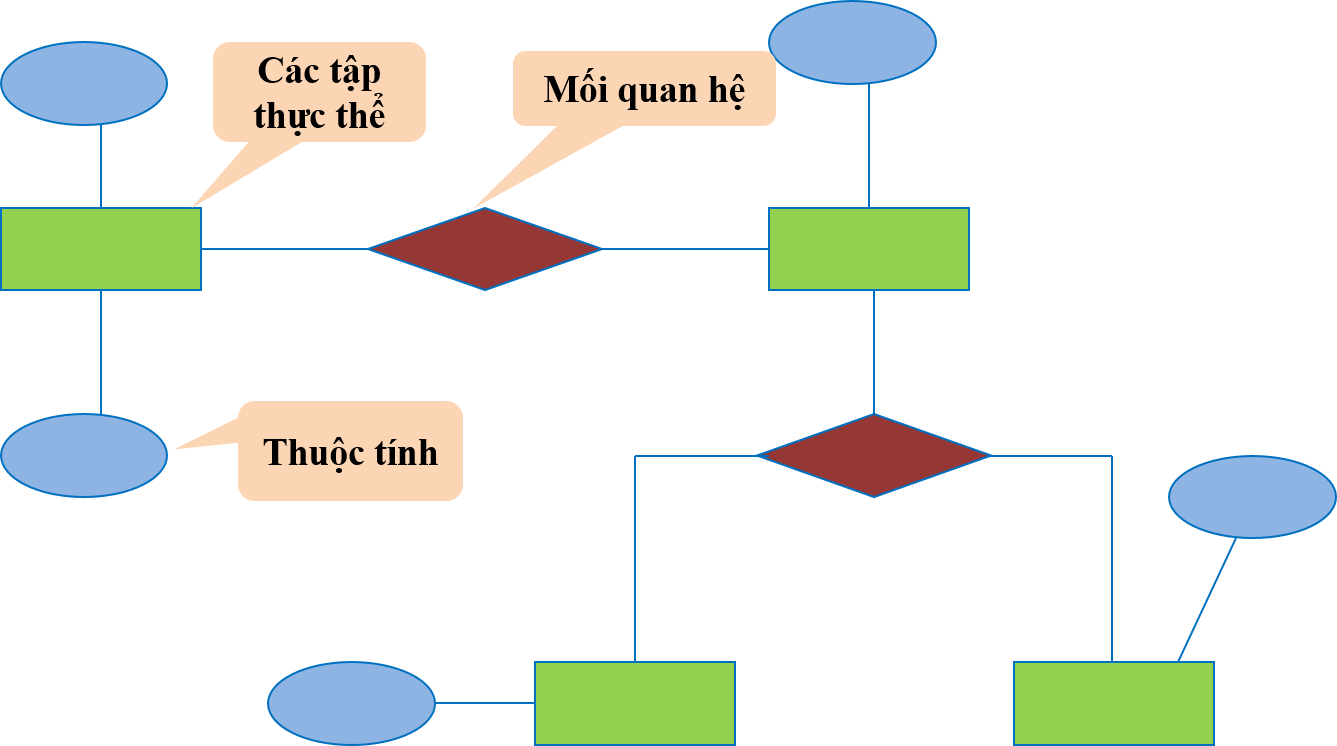 Các tập
thực thể
Mối quan hệ
Thuộc tính